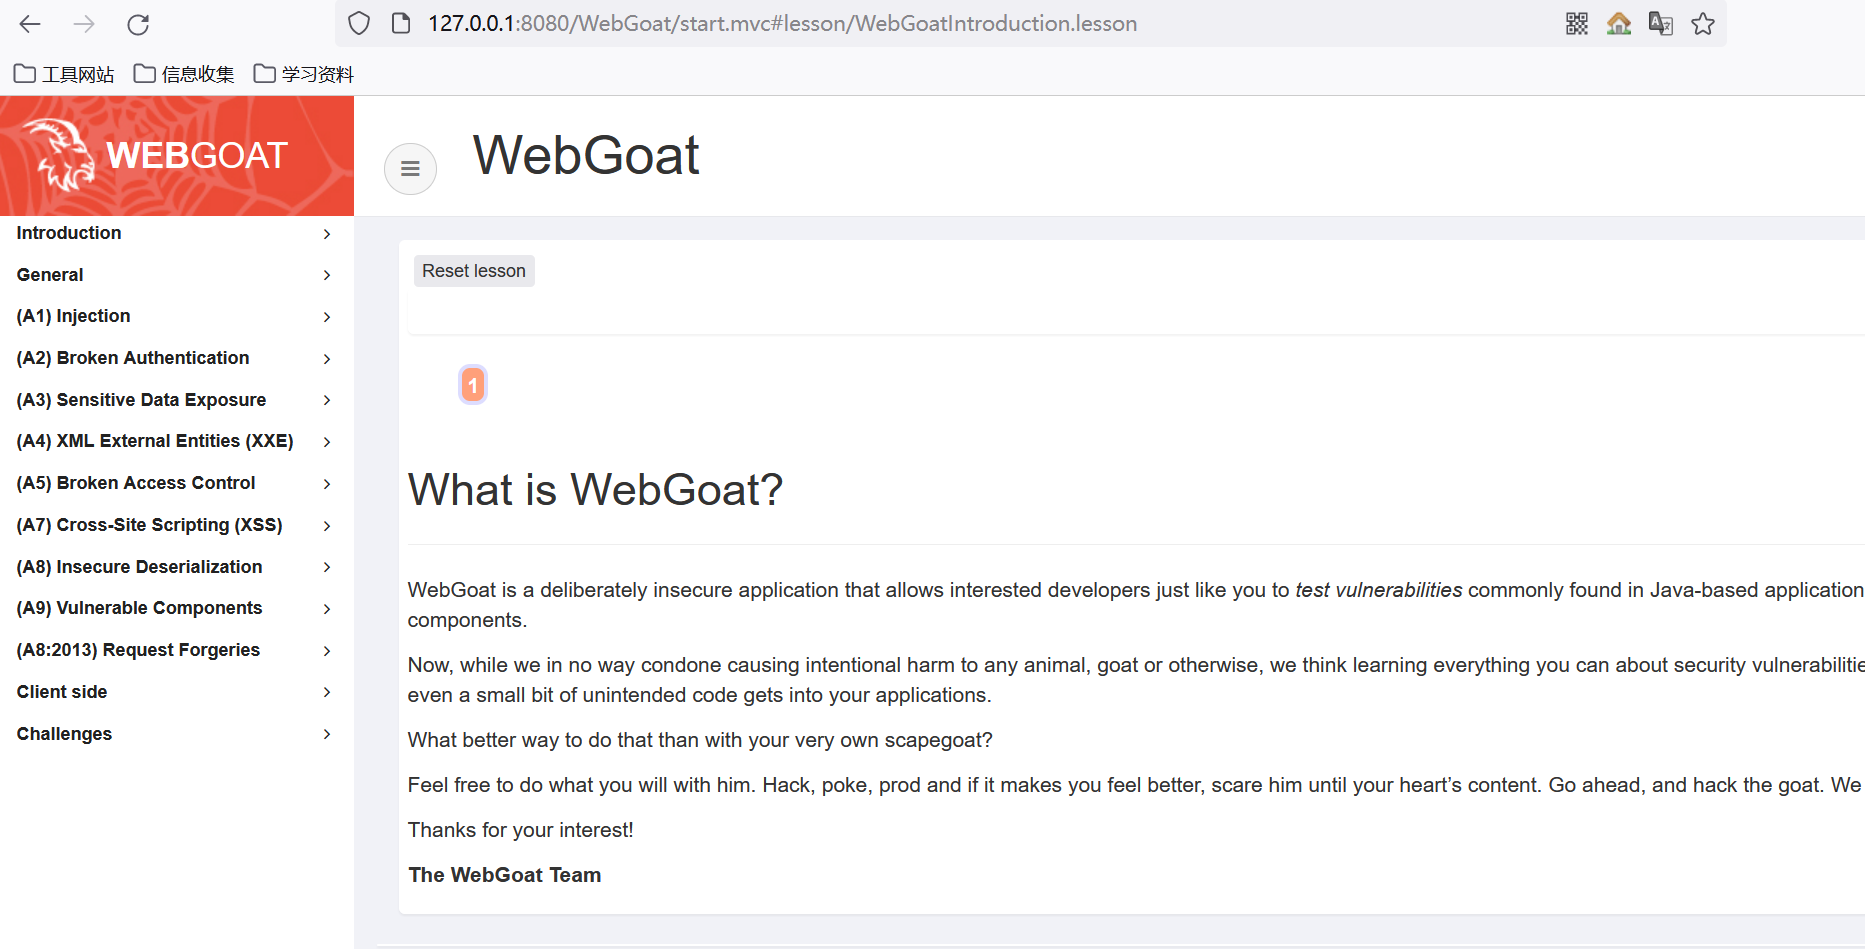 127.0.0.1:8080/WebGoat/start.mvc#lesson/WebGoatIntroduction.lesson
工具网站 信息收集 学习资料
WEBGOAT
WebGoat
Introduction
General
(A1) Injection
(A2) Broken Authentication
(A3) Sensitive Data Exposure
(A4) XML External Entities (XXE)
(A5) Broken Access Control
(A7) Cross-Site Scripting (XSS)
(A8) Insecure Deserialization
(A9) Vulnerable Components
(A8:2013) Request Forgeries
Client side
Challenges
Reset lesson
1
What is WebGoat?
WebGoat is a deliberately insecure application that allows interested developers just like you to test vulnerabilities commonly found in Java-based application
components.
Now, while we in no way condone causing intentional harm to any animal, goat or otherwise, we think learning everything you can about security vulnerabilitie
even a small bit of unintended code gets into your applications.
What better way to do that than with your very own scapegoat?
Feel free to do what you will with him. Hack, poke, prod and if it makes you feel better, scare him until your heart’s content. Go ahead, and hack the goat. We
Thanks for your interest!
The WebGoat Team